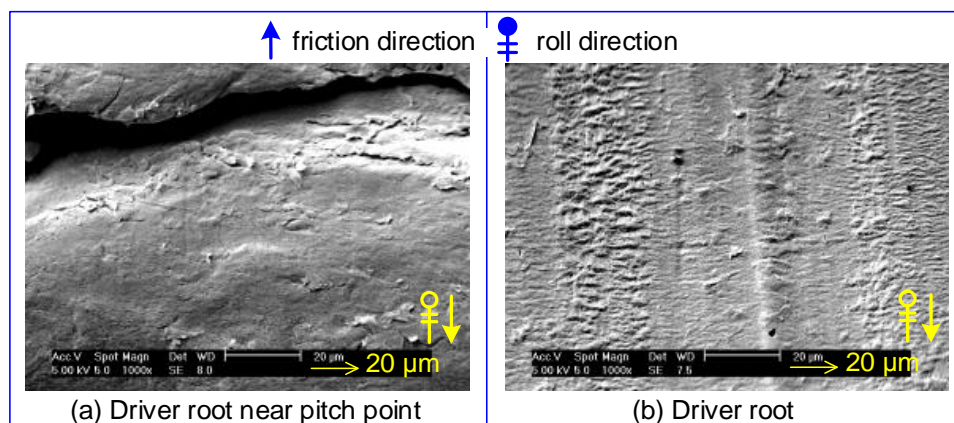 friction direction
roll direction
Acc.V Spot Magn Det WD 20 µm
5.00 kV 5.0 1000x SE 8.0
20 µm
Acc.V Spot Magn Det WD 20 µm
5.00 kV 5.0 1000x SE 7.5
20 µm
(a) Driver root near pitch point
(b) Driver root